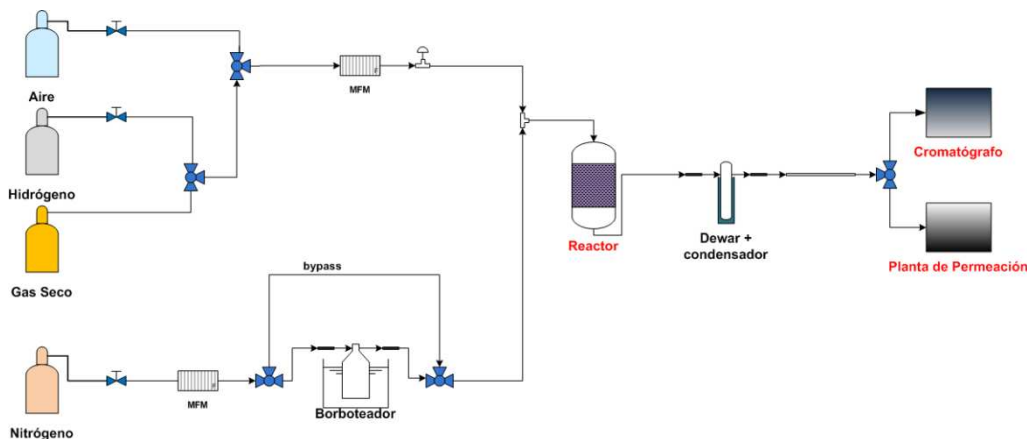 Aire
MFM
Hidrógeno
Cromatógrafo
Reactor
Dewar +
condensador
Planta de Permeación
Gas Seco
bypass
MFM
Borboteador
Nitrógeno